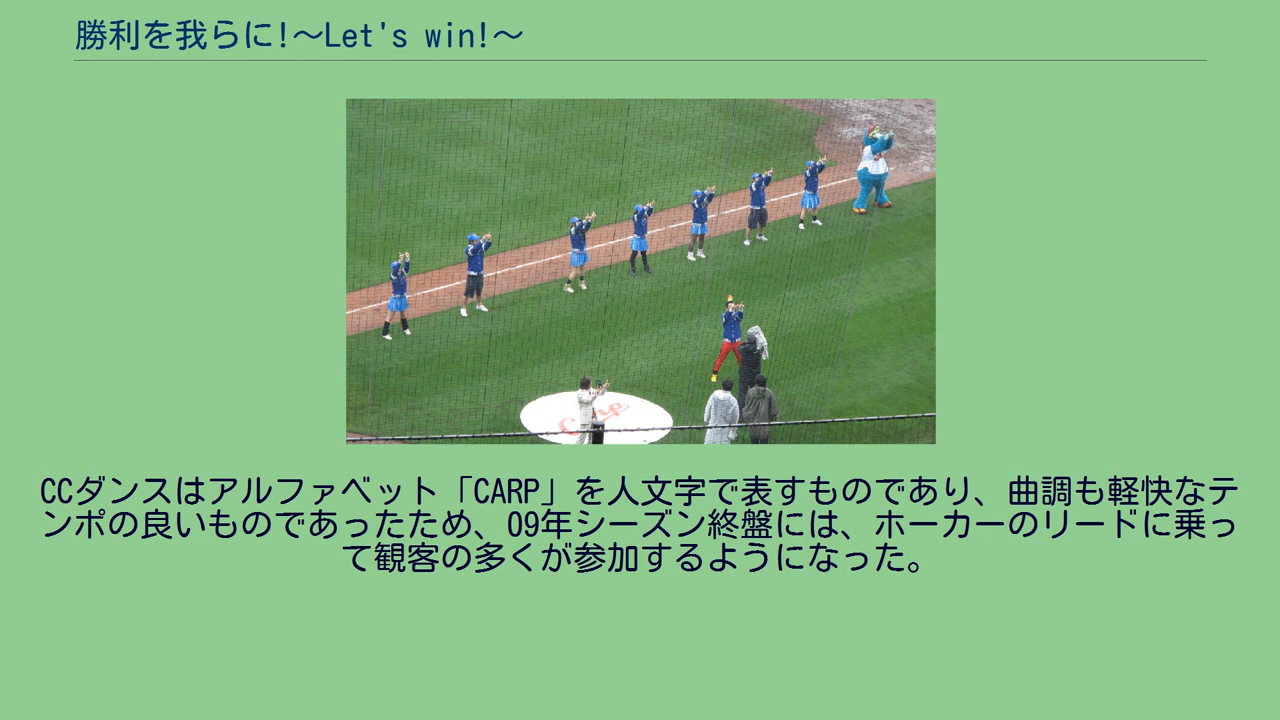 勝利を我らに!～Let's win!～
Carp
CCダンスはアルファベット「CARP」を人文字で表すものであり、曲調も軽快なテ
ンポの良いものであったため、09年シーズン終盤には、ホーカーのリードに乗っ
て観客の多くが参加するようになった。